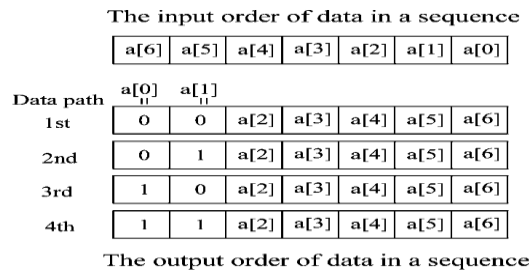 The input order of data in a sequence
a[6] a[5] a[4] a[3] a[2] a[1] a[0]
a[0] a[1]
Data path
1st 0 0 a[2] a[3] a[4] a[5] a[6]
2nd 0 1 a[2] a[3] a[4] a[5] a[6]
3rd 1 0 a[2] a[3] a[4] a[5] a[6]
4th 1 1 a[2] a[3] a[4] a[5] a[6]
The output order of data in a sequence